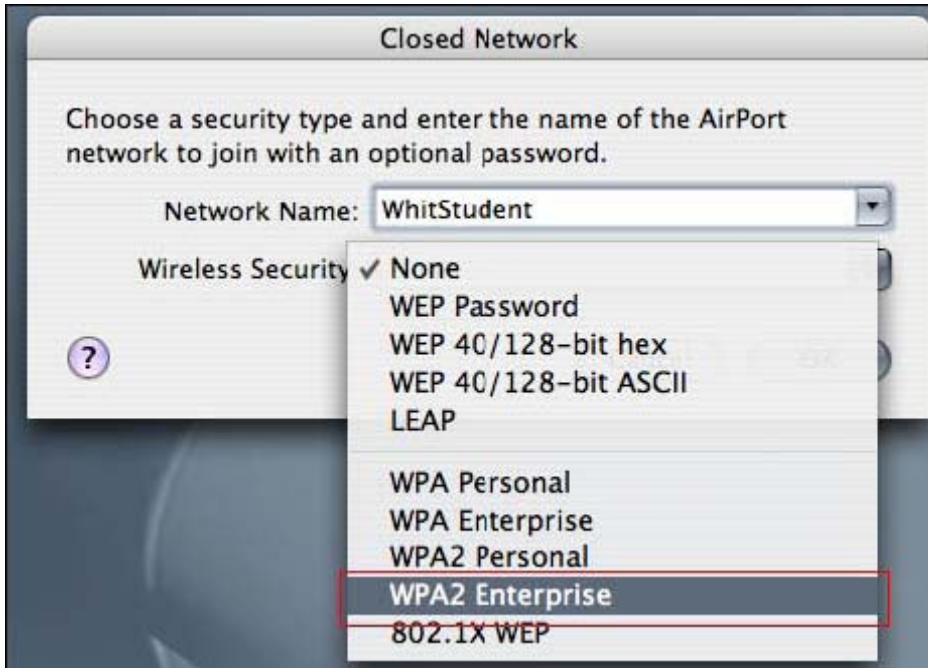 Closed Network
Choose a security type and enter the name of the AirPort
network to join with an optional password.
Network Name: WhitStudent
Wireless Security ✓ None
WEP Password
WEP 40/128-bit hex
?
WEP 40/128-bit ASCII
LEAP
WPA Personal
WPA Enterprise
WPA2 Personal
WPA2 Enterprise
802.1X WEP